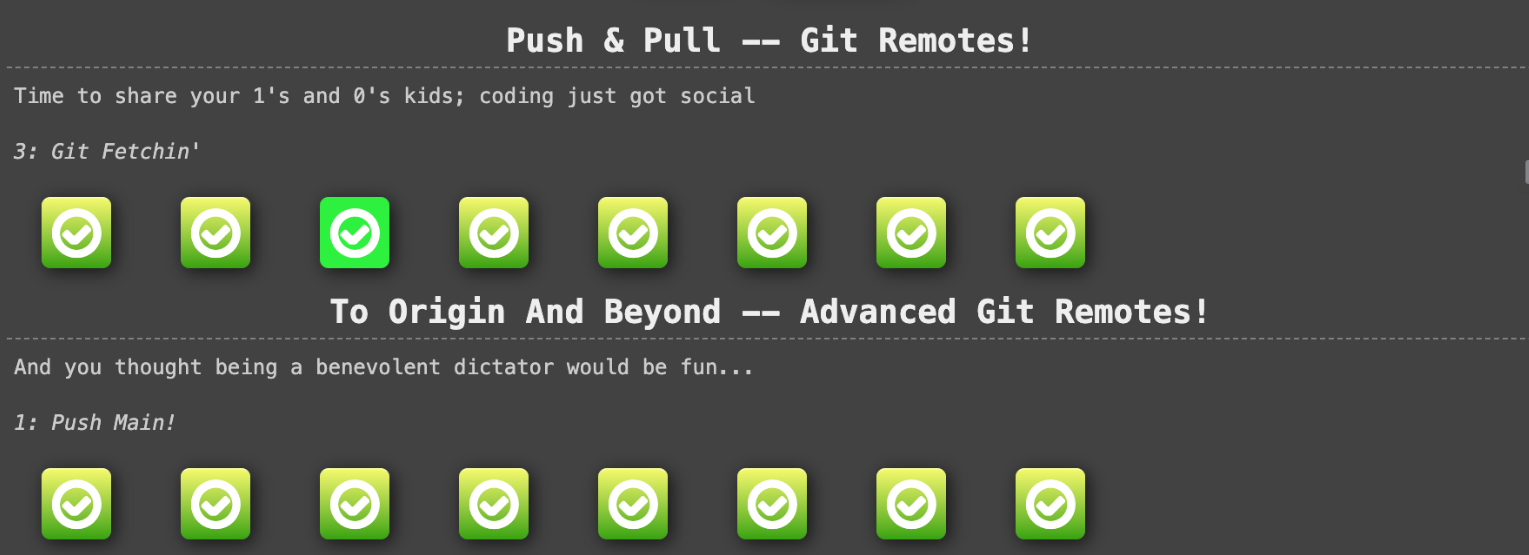 Push & Pull -- Git Remotes!
Time to share your 1's and 0's kids; coding just got social
3: Git Fetchin'
To Origin And Beyond -- Advanced Git Remotes!
And you thought being a benevolent dictator would be fun...
1: Push Main!